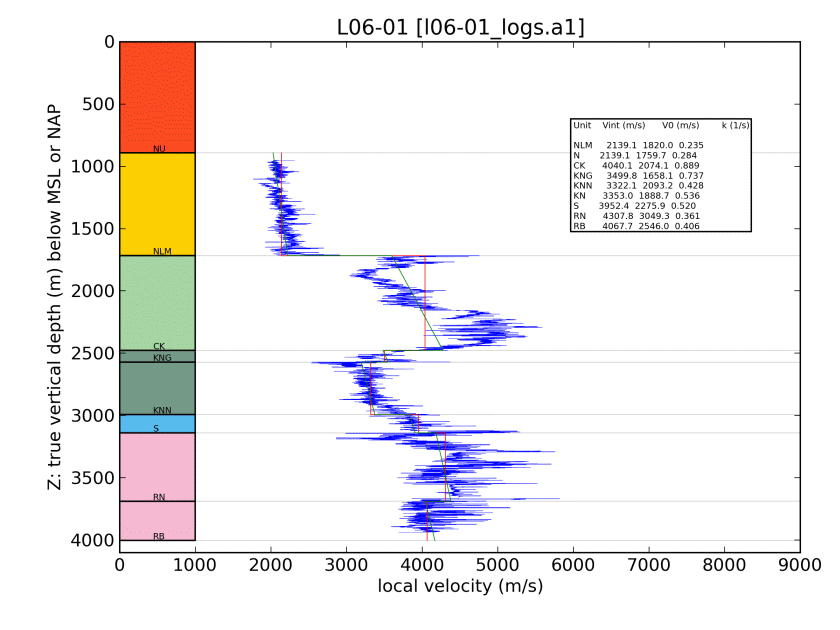 L06-01 [l06-01_logs.a1]
0
500
1000
1500
2000
2500
3000
3500
4000
Z: true vertical depth (m) below MSL or NAP
NU
NLM
CK
KNG
KNN
S
RN
RB
Unit Vint (m/s) V0 (m/s) k (1/s)
NLM 2139.1 1820.0 0.235
N 2139.1 1759.7 0.284
CK 4040.1 2074.1 0.889
KNG 3499.8 1658.1 0.737
KNN 3322.1 2093.2 0.428
KN 3353.0 1888.7 0.536
S 3952.4 2275.9 0.520
RN 4307.8 3049.3 0.361
RB 4067.7 2546.0 0.406
0 1000 2000 3000 4000 5000 6000 7000 8000 9000
local velocity (m/s)